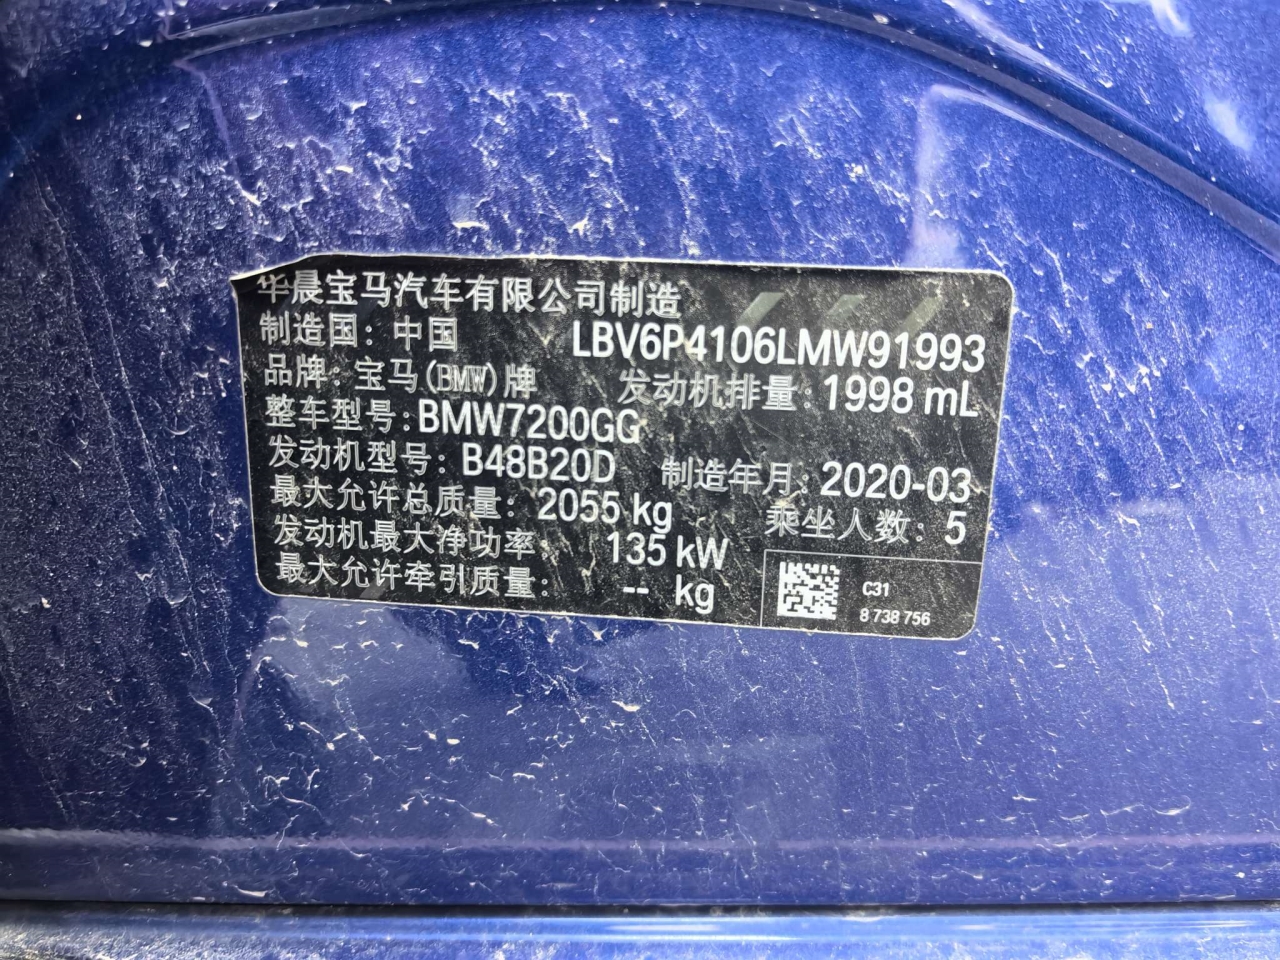 华晨宝马汽车有限公司制造
制造国：中国 LBV6P4106LMW91993
品牌：宝马(BMW)牌 发动机排量：1998 mL
整车型号：BMW7200GG
发动机型号：B48B20D 制造年月：2020-03
最大允许总质量：2055 kg 乘坐人数：5
发动机最大净功率：135 kW
最大允许牵引质量：-- kg
C31
8 738 756